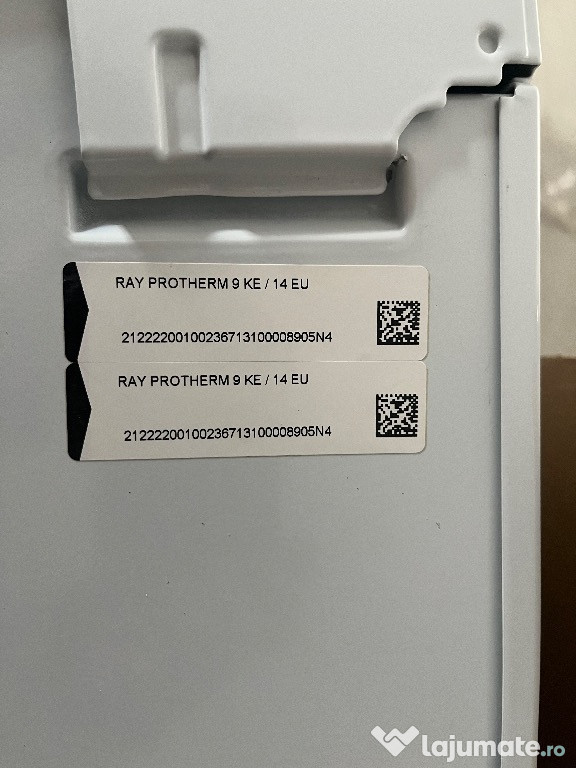 RAY PROTHERM 9 KE / 14 EU
21222200100236713100008905N4
RAY PROTHERM 9 KE / 14 EU
21222200100236713100008905N4
lajumate.ro